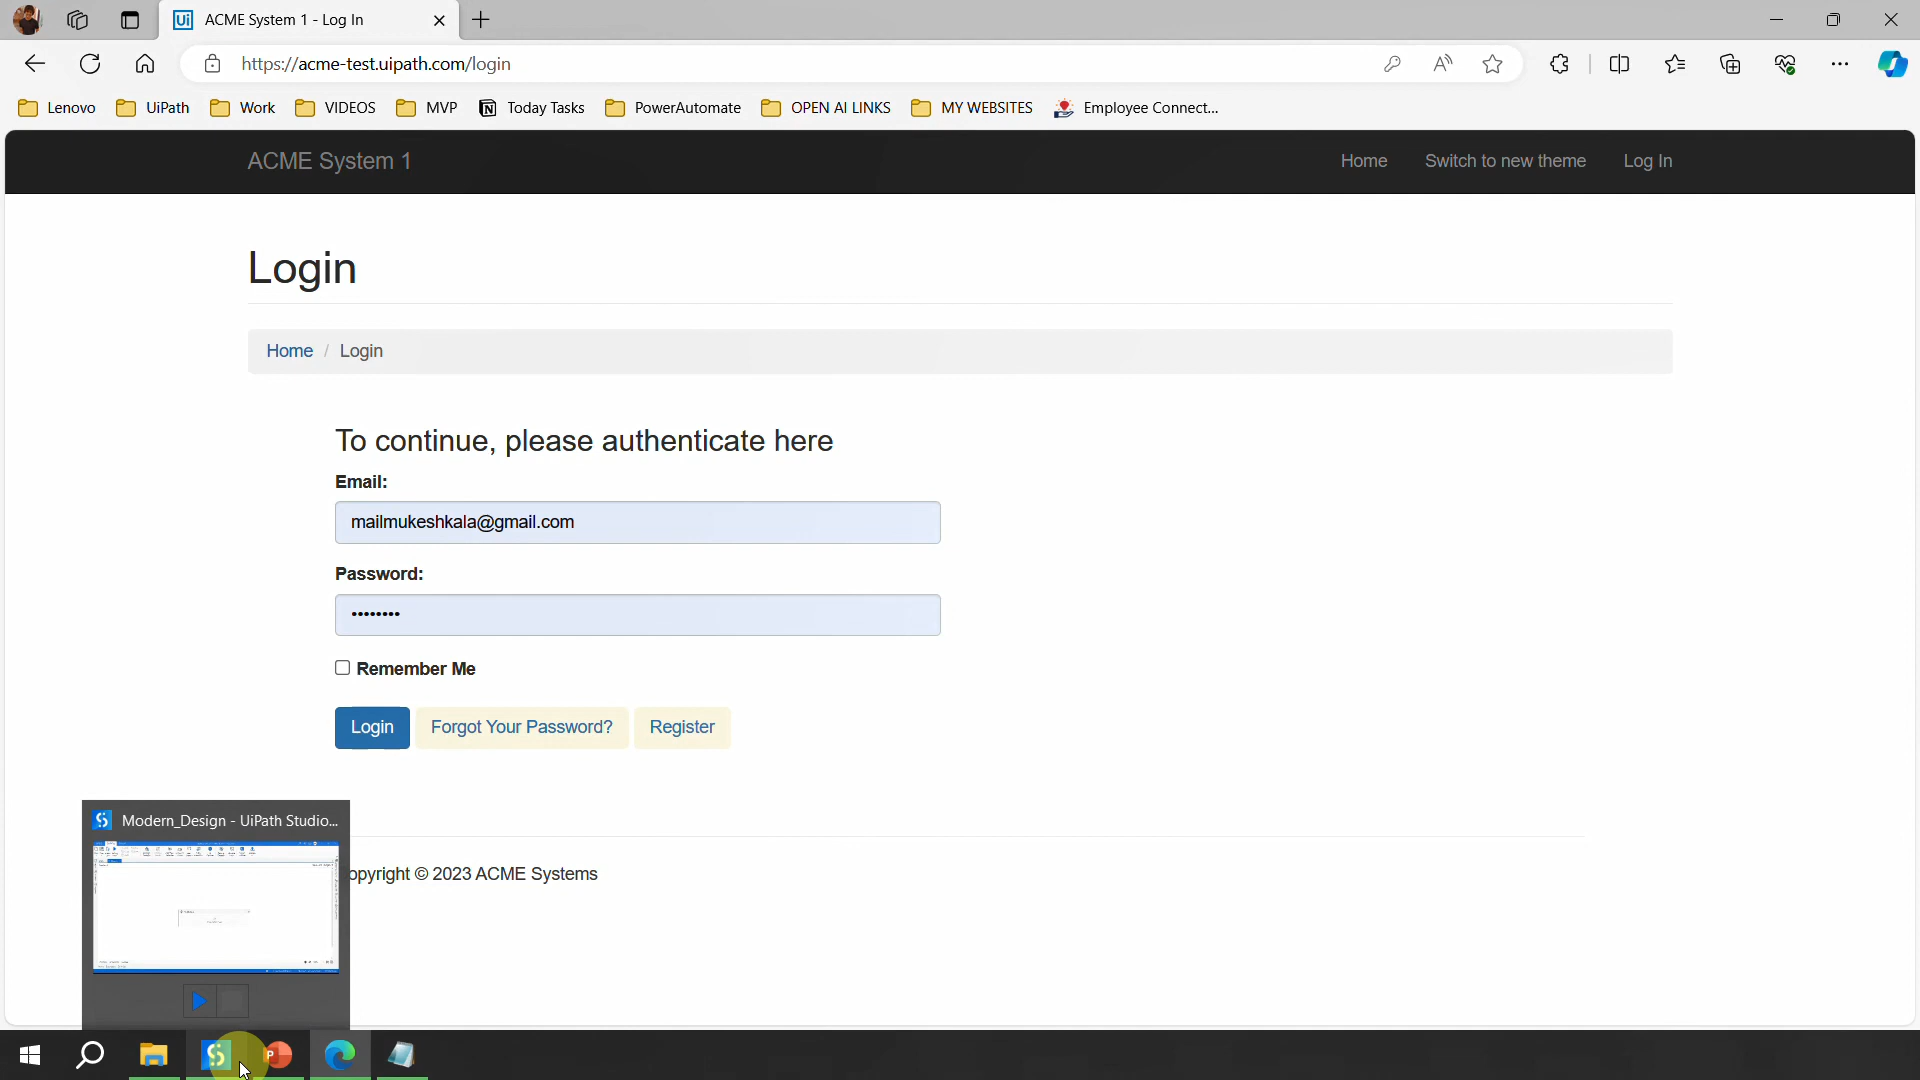 ACME System 1 - Log In
https://acme-test.uipath.com/login
Lenovo UiPath Work VIDEOS MVP Today Tasks PowerAutomate OPEN AI LINKS MY WEBSITES Employee Connect...
ACME System 1 Home Switch to new theme Log In
Login
Home / Login
To continue, please authenticate here
Email:
mailmukeshkala@gmail.com
Password:
••••••••
Remember Me
Login Forgot Your Password? Register
Modern_Design - UiPath Studio...
opyright © 2023 ACME Systems